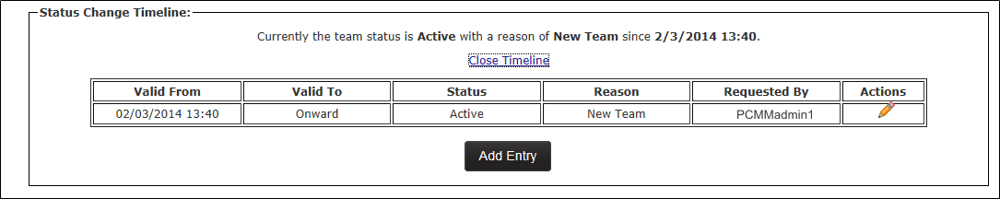 Status Change Timeline:
Currently the team status is Active with a reason of New Team since 2/3/2014 13:40.
Close Timeline
Valid From Valid To Status Reason Requested By Actions
02/03/2014 13:40 Onward Active New Team PCMMadmin1
Add Entry